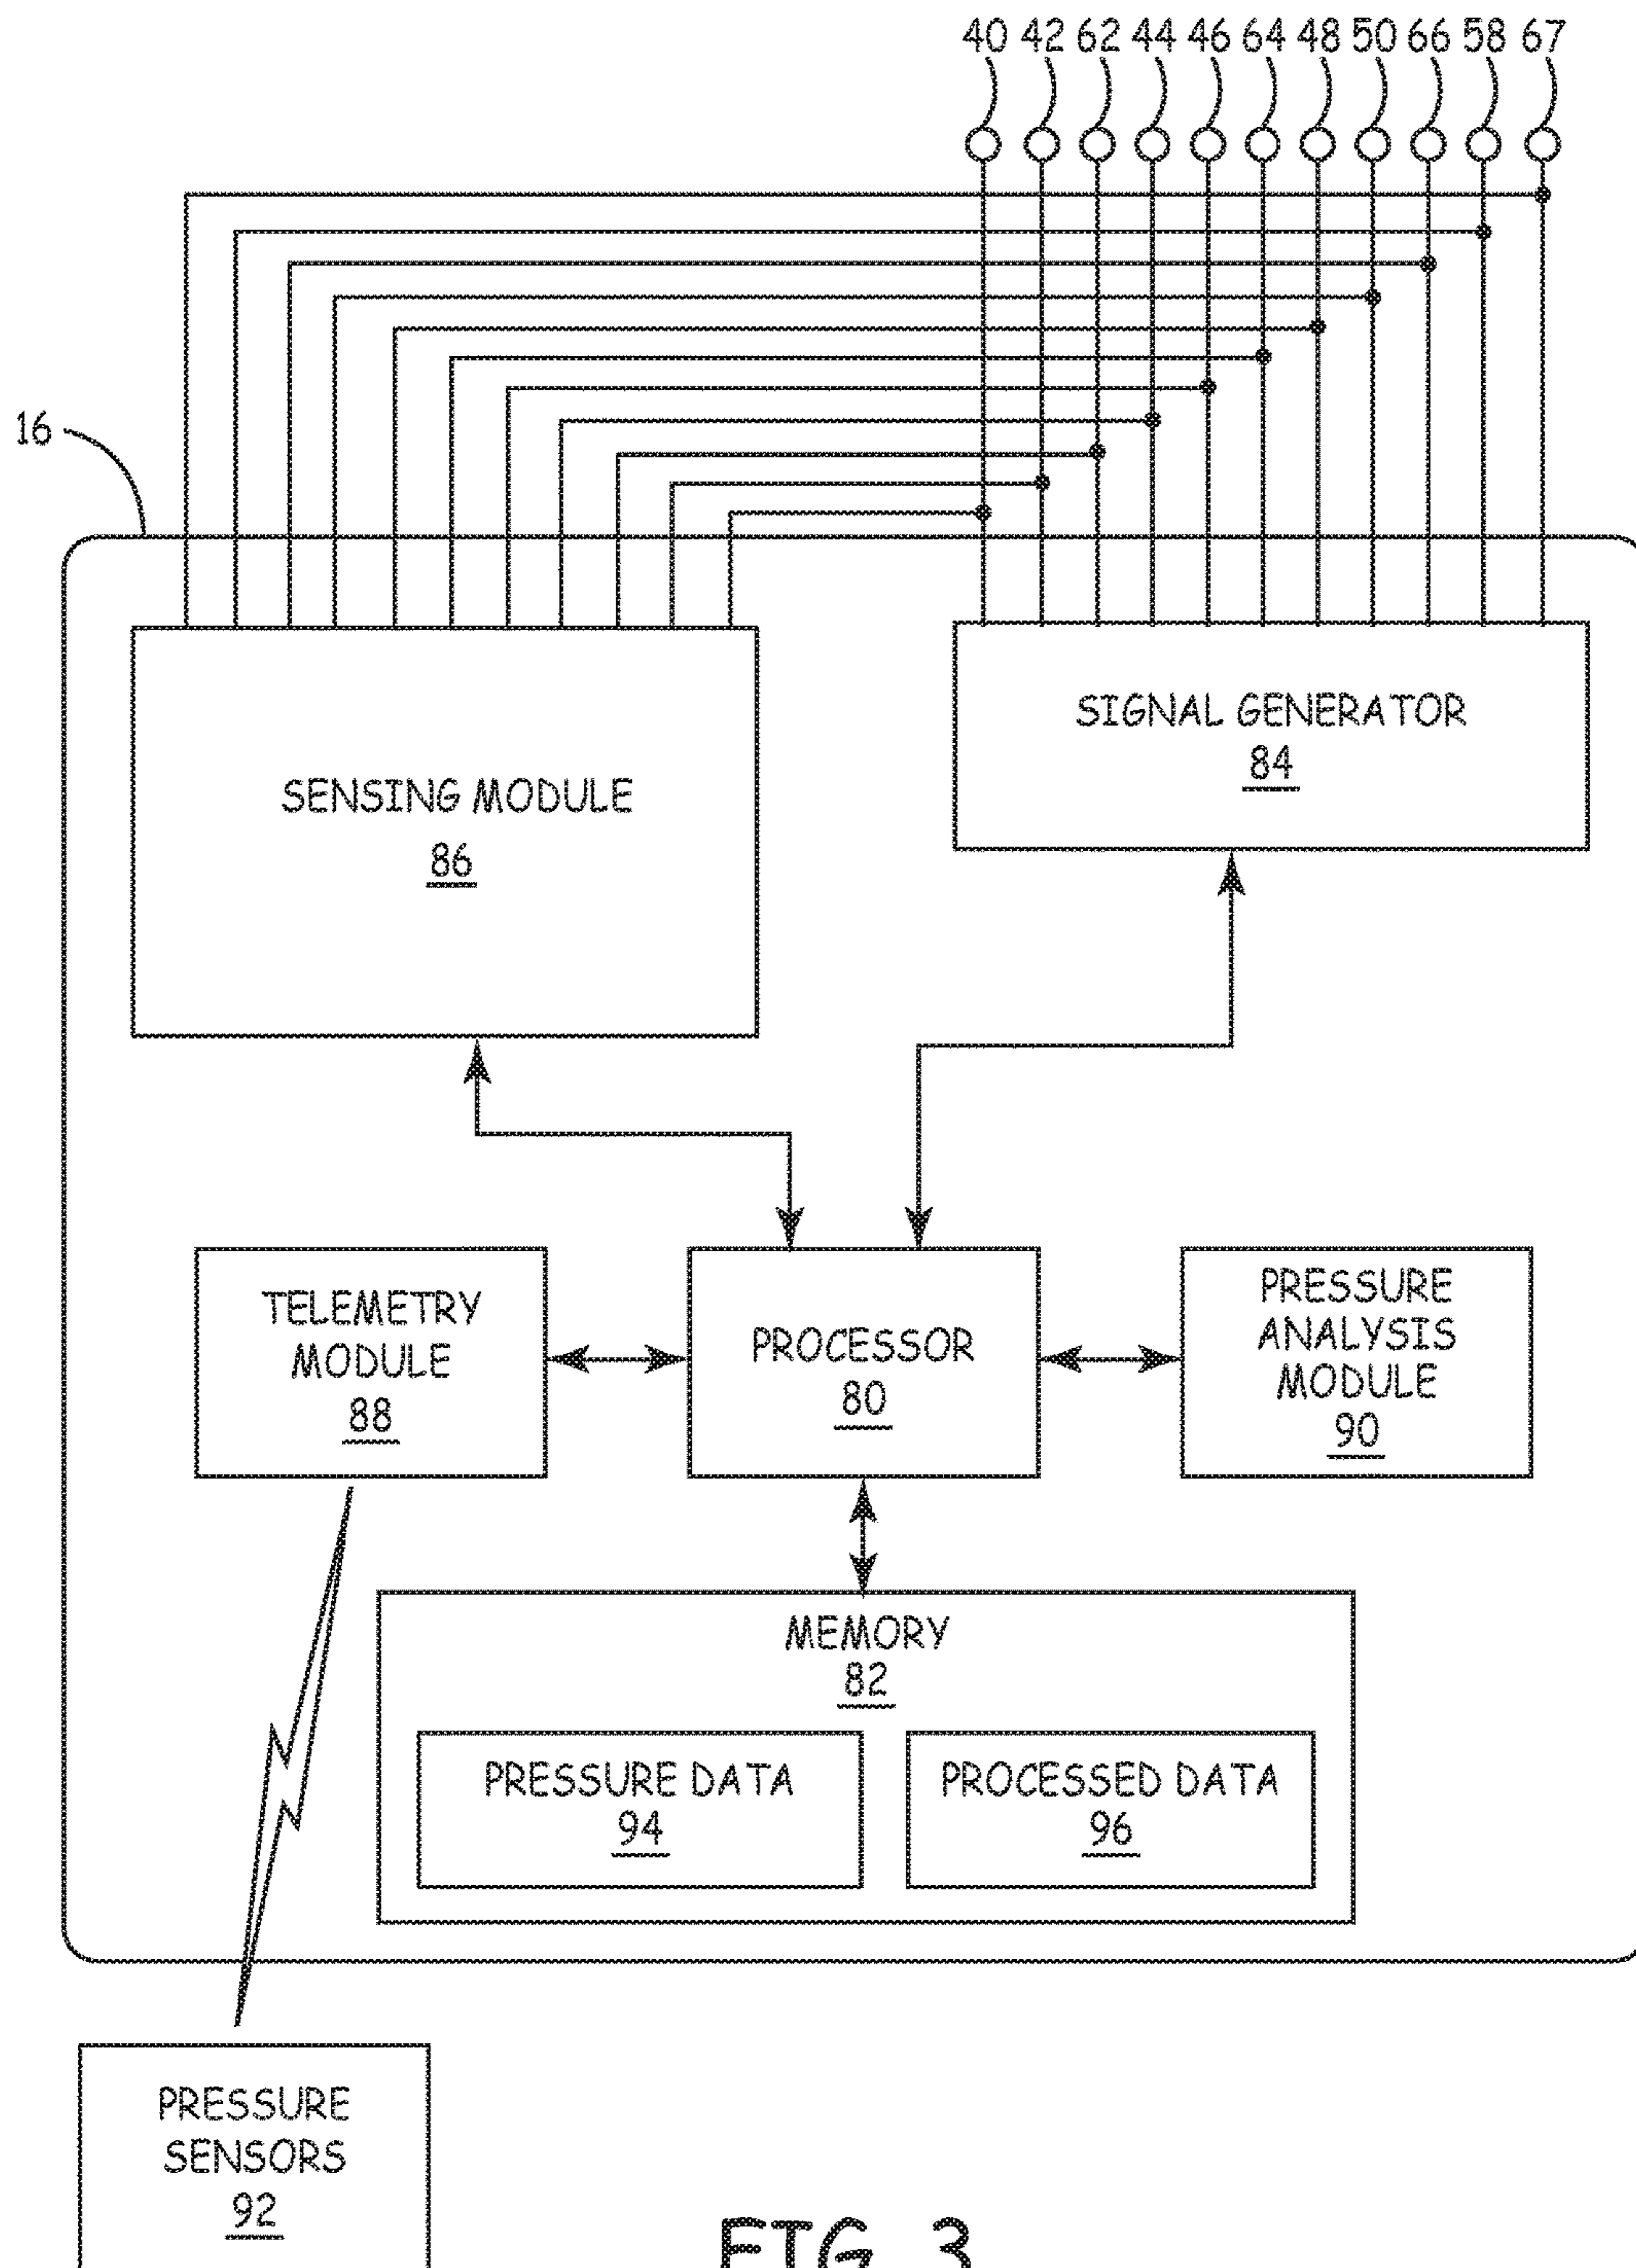 40 42 62 44 46 64 48 50 66 58 67
16
SIGNAL GENERATOR
84
SENSING MODULE
86
TELEMETRY
MODULE
88
PROCESSOR
80
PRESSURE
ANALYSIS
MODULE
90
MEMORY
82
PRESSURE DATA
94
PROCESSED DATA
96
PRESSURE
SENSORS
92
FIG. 3